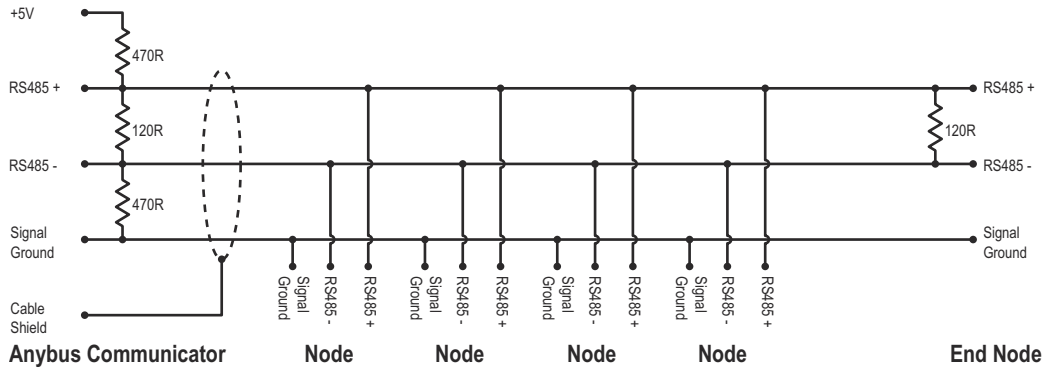 +5V
470R
RS485 +
RS485 +
120R
120R
RS485 -
RS485 -
470R
Signal
Ground
Signal
Ground
Signal
Ground
RS485 -
RS485 +
Signal
Ground
RS485 -
RS485 +
Signal
Ground
RS485 -
RS485 +
Signal
Ground
RS485 -
RS485 +
Cable
Shield
Anybus Communicator
Node
Node
Node
Node
End Node